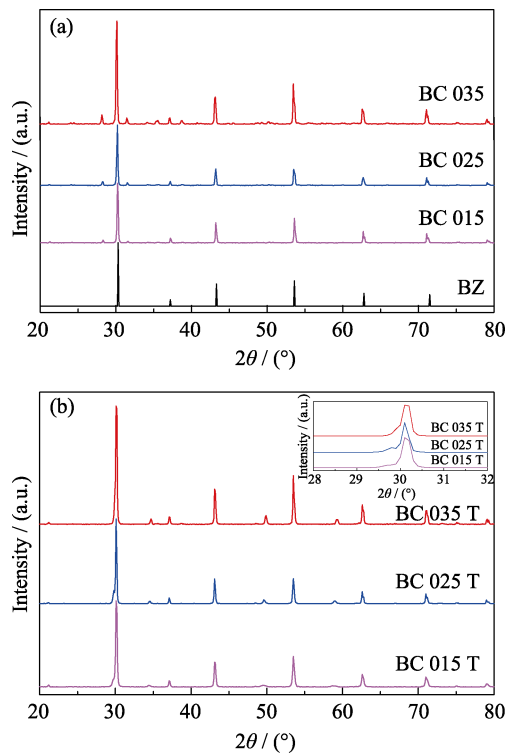 (a)
BC 035
BC 025
BC 015
BZ
Intensity / (a.u.)
20 30 40 50 60 70 80
2θ / (°)
(b)
BC 035 T
BC 025 T
BC 015 T
Intensity / (a.u.)
28 29 30 31 32
2θ / (°)
BC 035 T
BC 025 T
BC 015 T
Intensity / (a.u.)
20 30 40 50 60 70 80
2θ / (°)